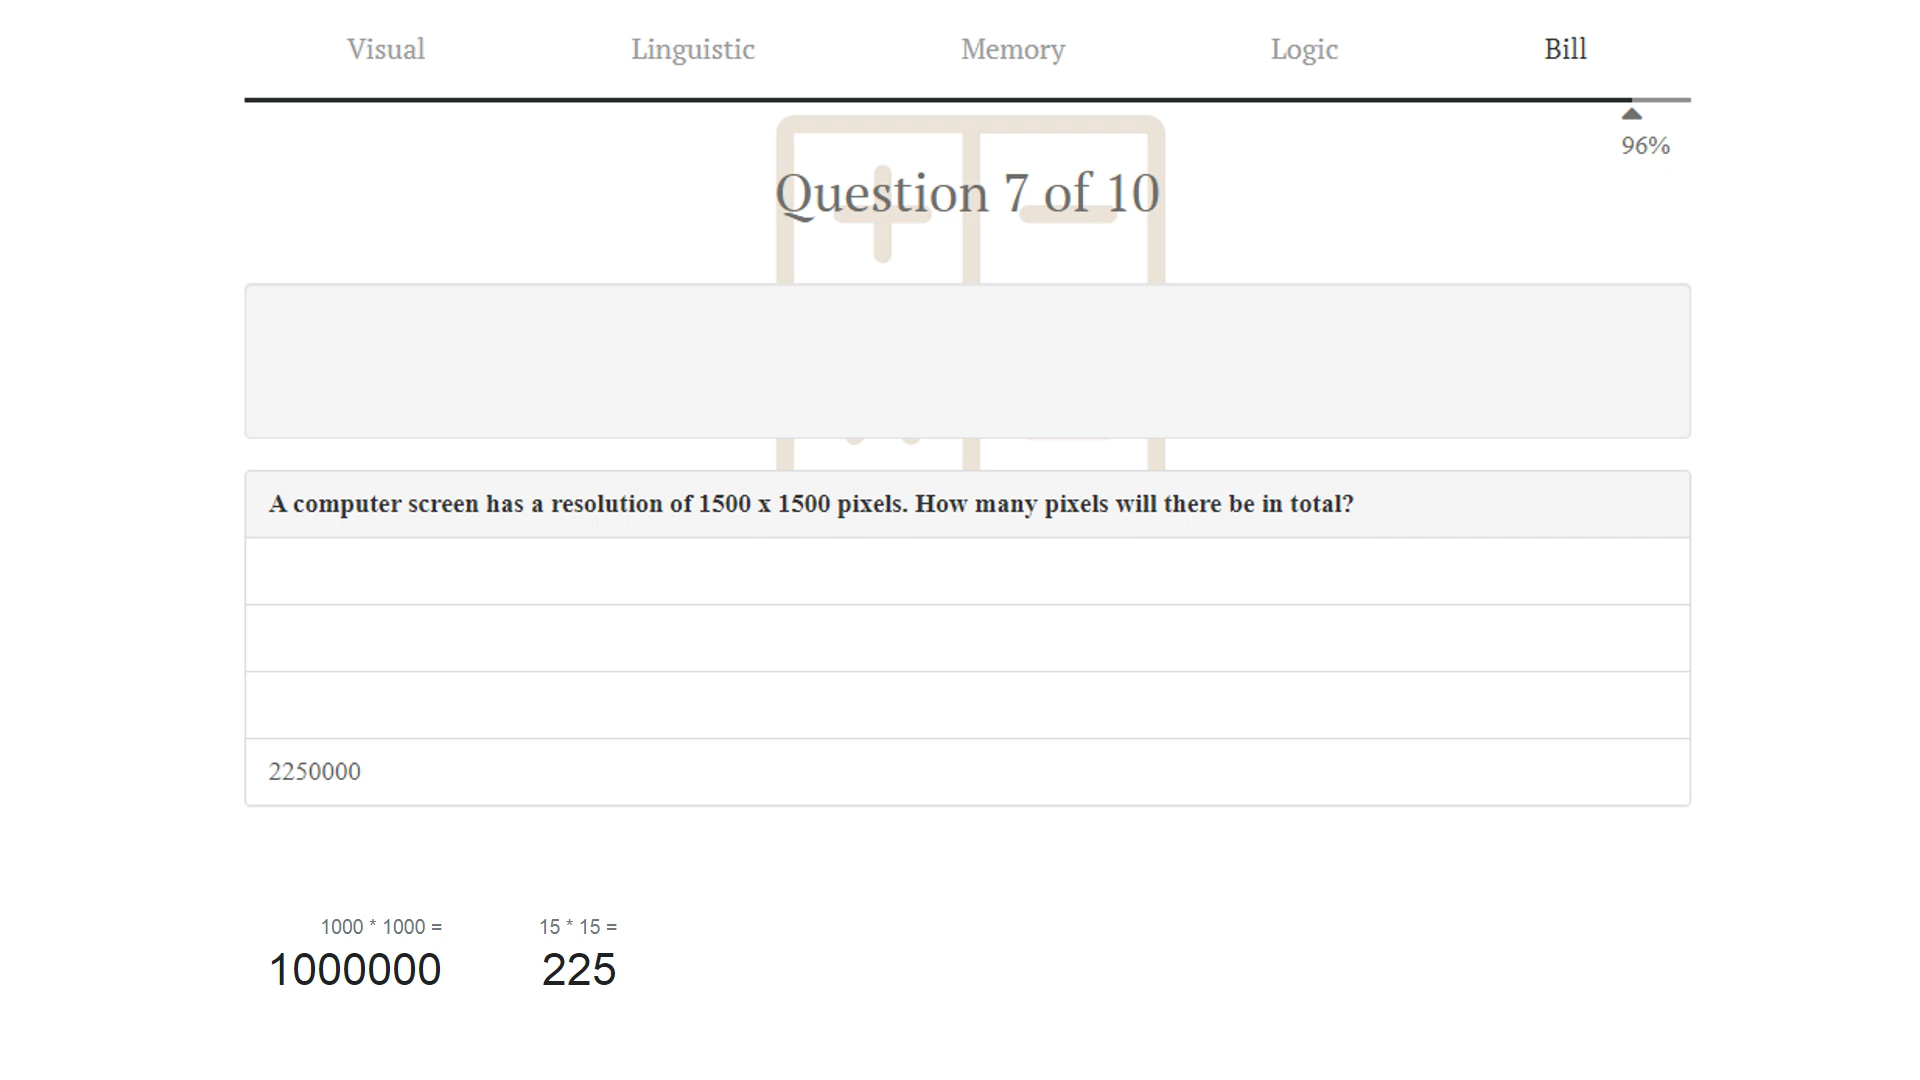 Visual Linguistic Memory Logic Bill
96%
Question 7 of 10
A computer screen has a resolution of 1500 x 1500 pixels. How many pixels will there be in total?
2250000
1000 * 1000 = 15 * 15 =
1000000 225